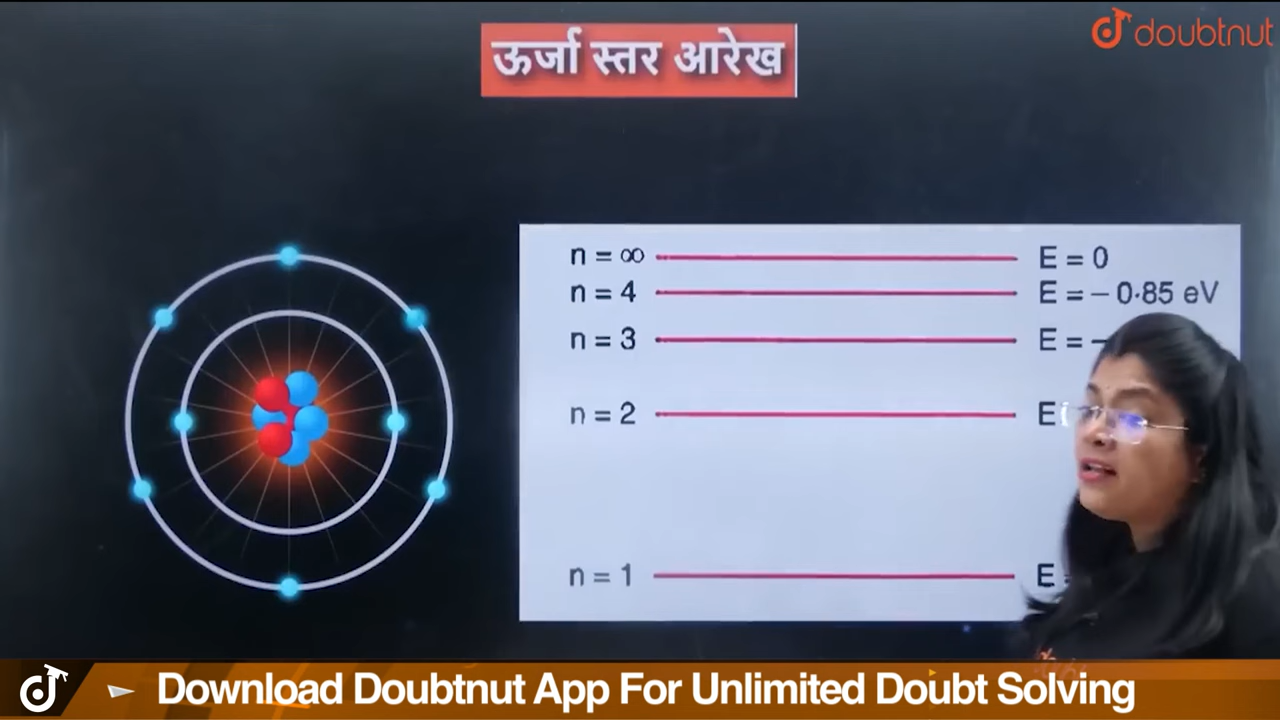 ऊर्जा स्तर आरेख
doubtnut
n = ∞ E = 0
n = 4 E = – 0·85 eV
n = 3 E = –
n = 2 E
n = 1 E =
Download Doubtnut App For Unlimited Doubt Solving